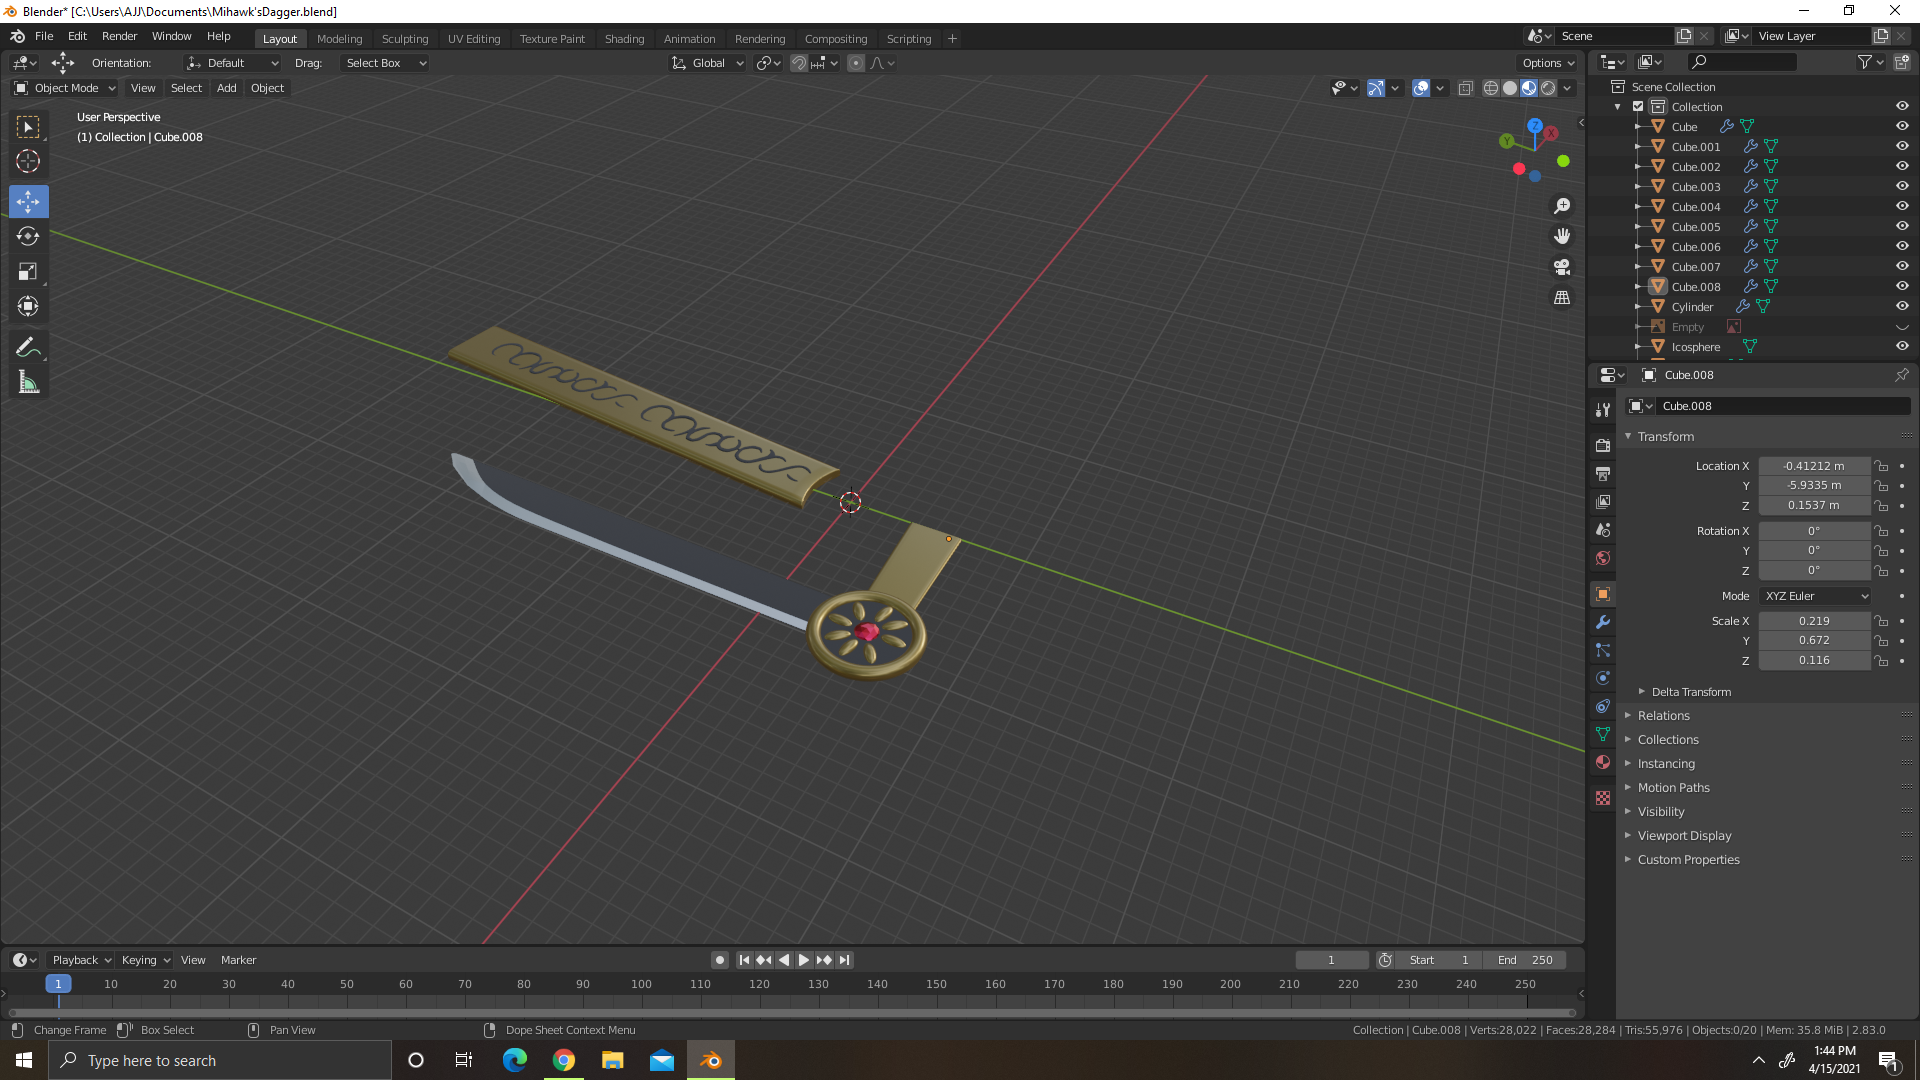 Blender* [C:\Users\AJJ\Documents\Mihawk'sDagger.blend]
File Edit Render Window Help Layout Modeling Sculpting UV Editing Texture Paint Shading Animation Rendering Compositing Scripting + Scene View Layer
Orientation: Default Drag: Select Box Global Options
Object Mode View Select Add Object
User Perspective
(1) Collection | Cube.008
Z
X
Y
Scene Collection
Collection
Cube
Cube.001
Cube.002
Cube.003
Cube.004
Cube.005
Cube.006
Cube.007
Cube.008
Cylinder
Empty
Icosphere
Cube.008
Cube.008
Transform
Location X -0.41212 m
Y -5.9335 m
Z 0.1537 m
Rotation X 0°
Y 0°
Z 0°
Mode XYZ Euler
Scale X 0.219
Y 0.672
Z 0.116
Delta Transform
Relations
Collections
Instancing
Motion Paths
Visibility
Viewport Display
Custom Properties
Playback Keying View Marker 1 Start 1 End 250
1 10 20 30 40 50 60 70 80 90 100 110 120 130 140 150 160 170 180 190 200 210 220 230 240 250
Change Frame Box Select Pan View Dope Sheet Context Menu Collection | Cube.008 | Verts:28,022 | Faces:28,284 | Tris:55,976 | Objects:0/20 | Mem: 35.8 MiB | 2.83.0
Type here to search
1:44 PM
4/15/2021
1